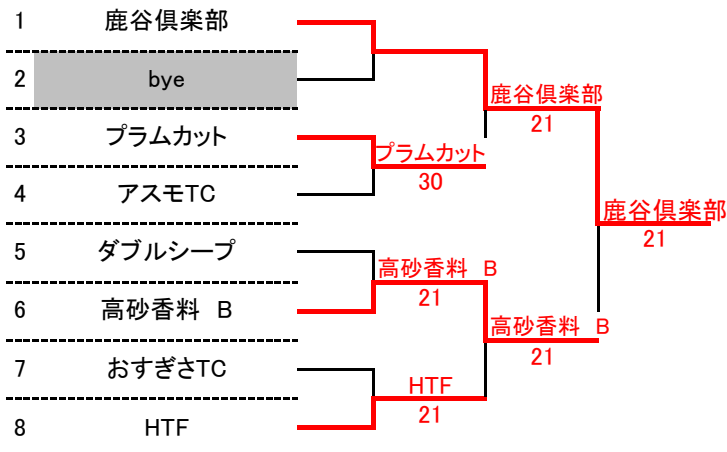 1 鹿谷倶楽部
2 bye
3 プラムカット
4 アスモTC
5 ダブルシープ
6 高砂香料 B
7 おすぎさTC
8 HTF
プラムカット
30
高砂香料 B
21
HTF
21
鹿谷倶楽部
21
高砂香料 B
21
鹿谷倶楽部
21